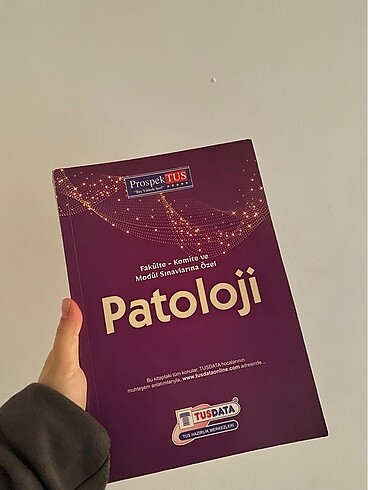 ProspekTUS
Fakülte - Komite ve
Modül Sınavlarına Özel
Patoloji
Bu kitaptaki tüm konular, TUSDATA hocalarının
muhteşem anlatımlarıyla, www.tusdataonline.com adresinde...
TUSDATA
TUS HAZIRLIK MERKEZLERİ